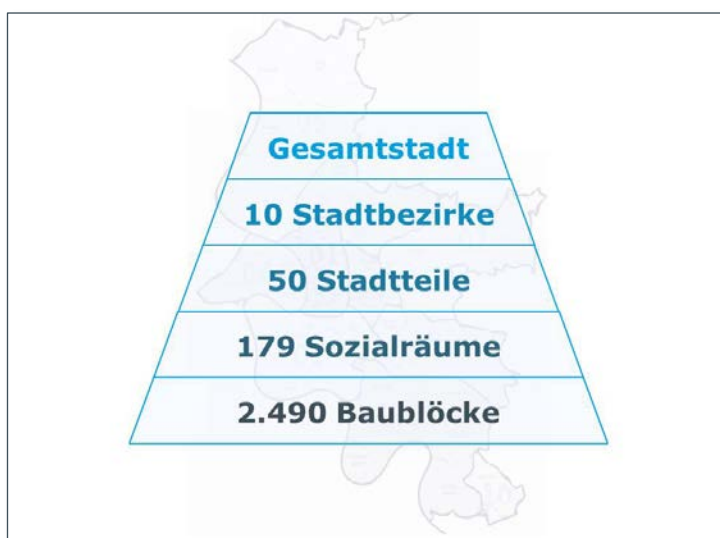 Gesamtstadt
10 Stadtbezirke
50 Stadtteile
179 Sozialräume
2.490 Baublöcke